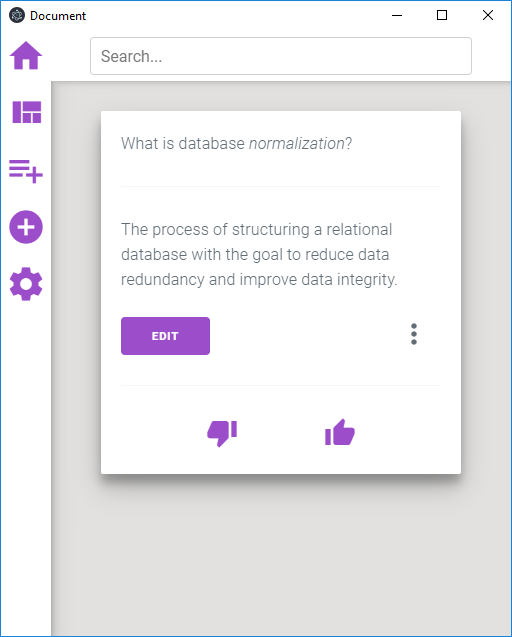 Document
Search...
What is database normalization?
The process of structuring a relational
database with the goal to reduce data
redundancy and improve data integrity.
EDIT